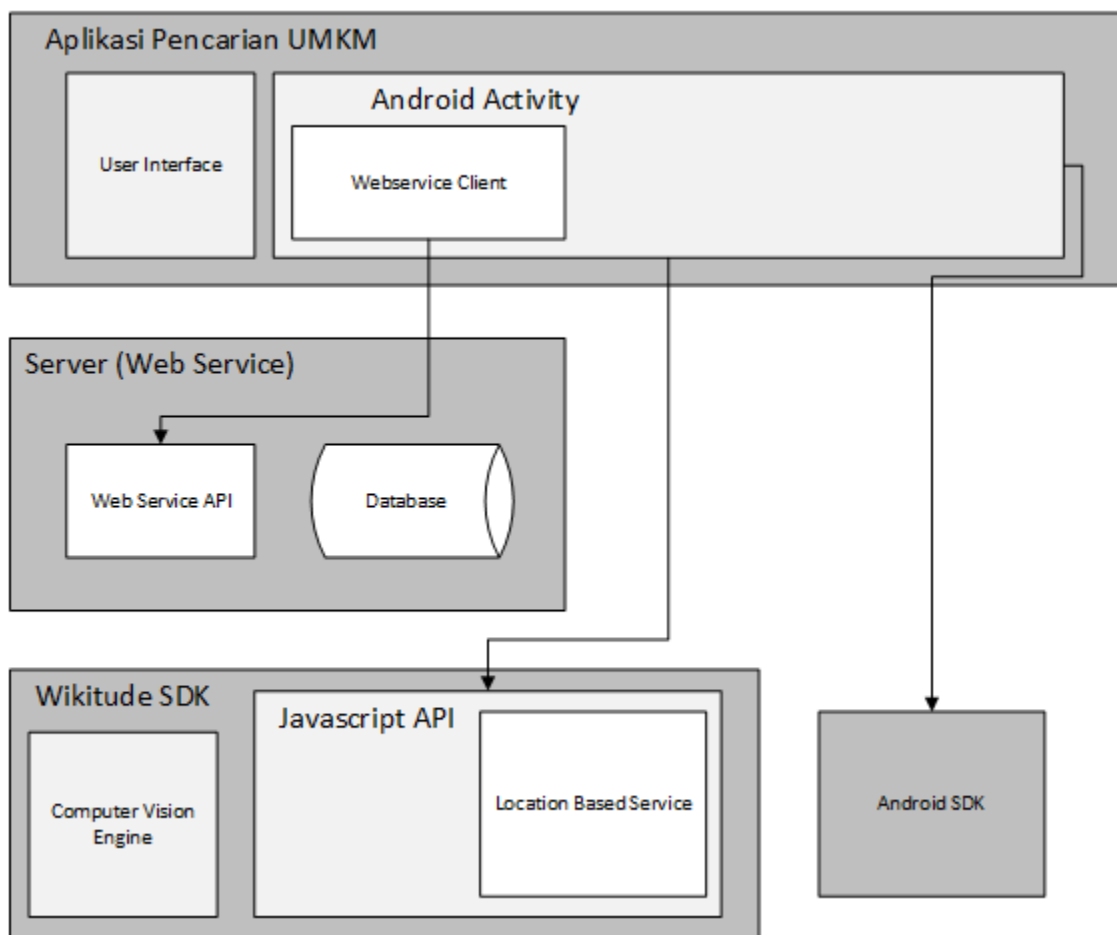 Aplikasi Pencarian UMKM
Android Activity
User Interface
Webservice Client
Server (Web Service)
Web Service API
Database
Wikitude SDK
Javascript API
Computer Vision
Engine
Location Based Service
Android SDK